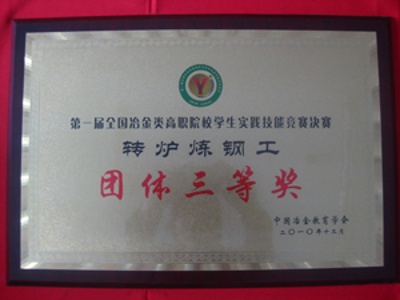 第一届全国冶金类高职院校学生实践技能竞赛决赛
转炉炼钢工
团体三等奖
中国冶金教育学会
二〇一〇年十二月